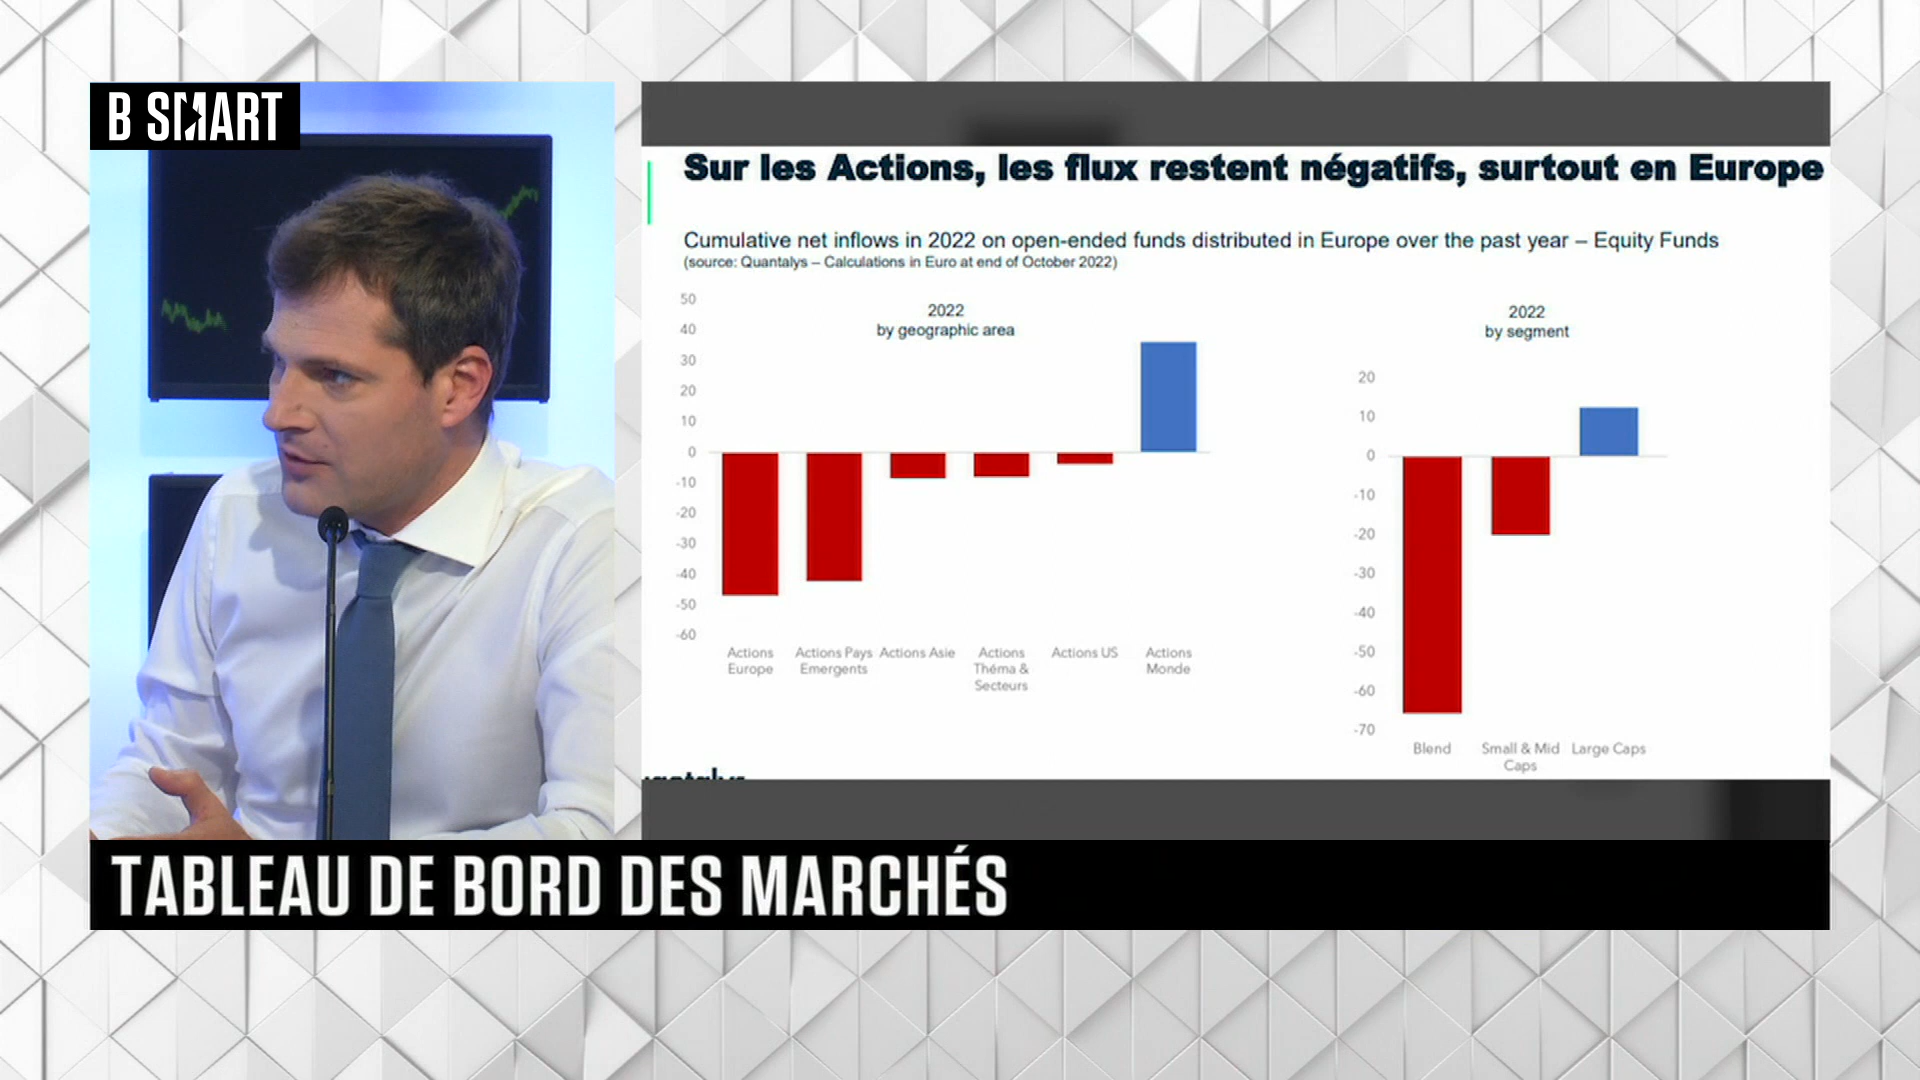 B SMART
Sur les Actions, les flux restent négatifs, surtout en Europe
Cumulative net inflows in 2022 on open-ended funds distributed in Europe over the past year – Equity Funds
(source: Quantalys – Calculations in Euro at end of October 2022)
2022
by geographic area
50
40
30
20
10
0
-10
-20
-30
-40
-50
-60
Actions
Europe
Actions Pays
Emergents
Actions Asie
Actions
Théma &
Secteurs
Actions US
Actions
Monde
2022
by segment
20
10
0
-10
-20
-30
-40
-50
-60
-70
Blend
Small & Mid
Caps
Large Caps
TABLEAU DE BORD DES MARCHÉS